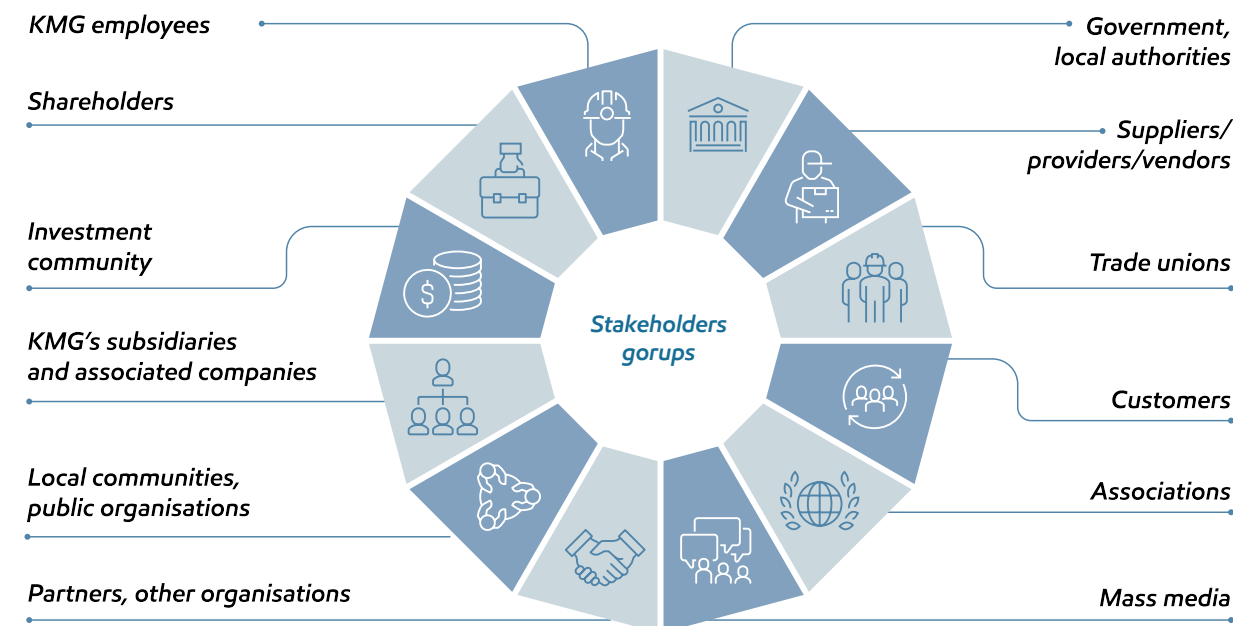 KMG employees
Shareholders
Investment
community
KMG's subsidiaries
and associated companies
Local communities,
public organisations
Partners, other organisations
Stakeholders
gorups
$
Government,
local authorities
Suppliers/
providers/vendors
Trade unions
Customers
Associations
Mass media